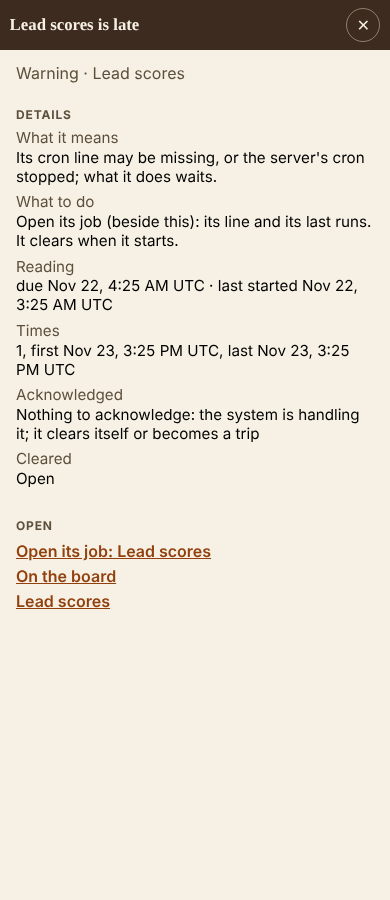 Lead scores is late
Warning · Lead scores
DETAILS
What it means
Its cron line may be missing, or the server's cron
stopped; what it does waits.
What to do
Open its job (beside this): its line and its last runs.
It clears when it starts.
Reading
due Nov 22, 4:25 AM UTC · last started Nov 22,
3:25 AM UTC
Times
1, first Nov 23, 3:25 PM UTC, last Nov 23, 3:25
PM UTC
Acknowledged
Nothing to acknowledge: the system is handling
it; it clears itself or becomes a trip
Cleared
Open
OPEN
Open its job: Lead scores
On the board
Lead scores